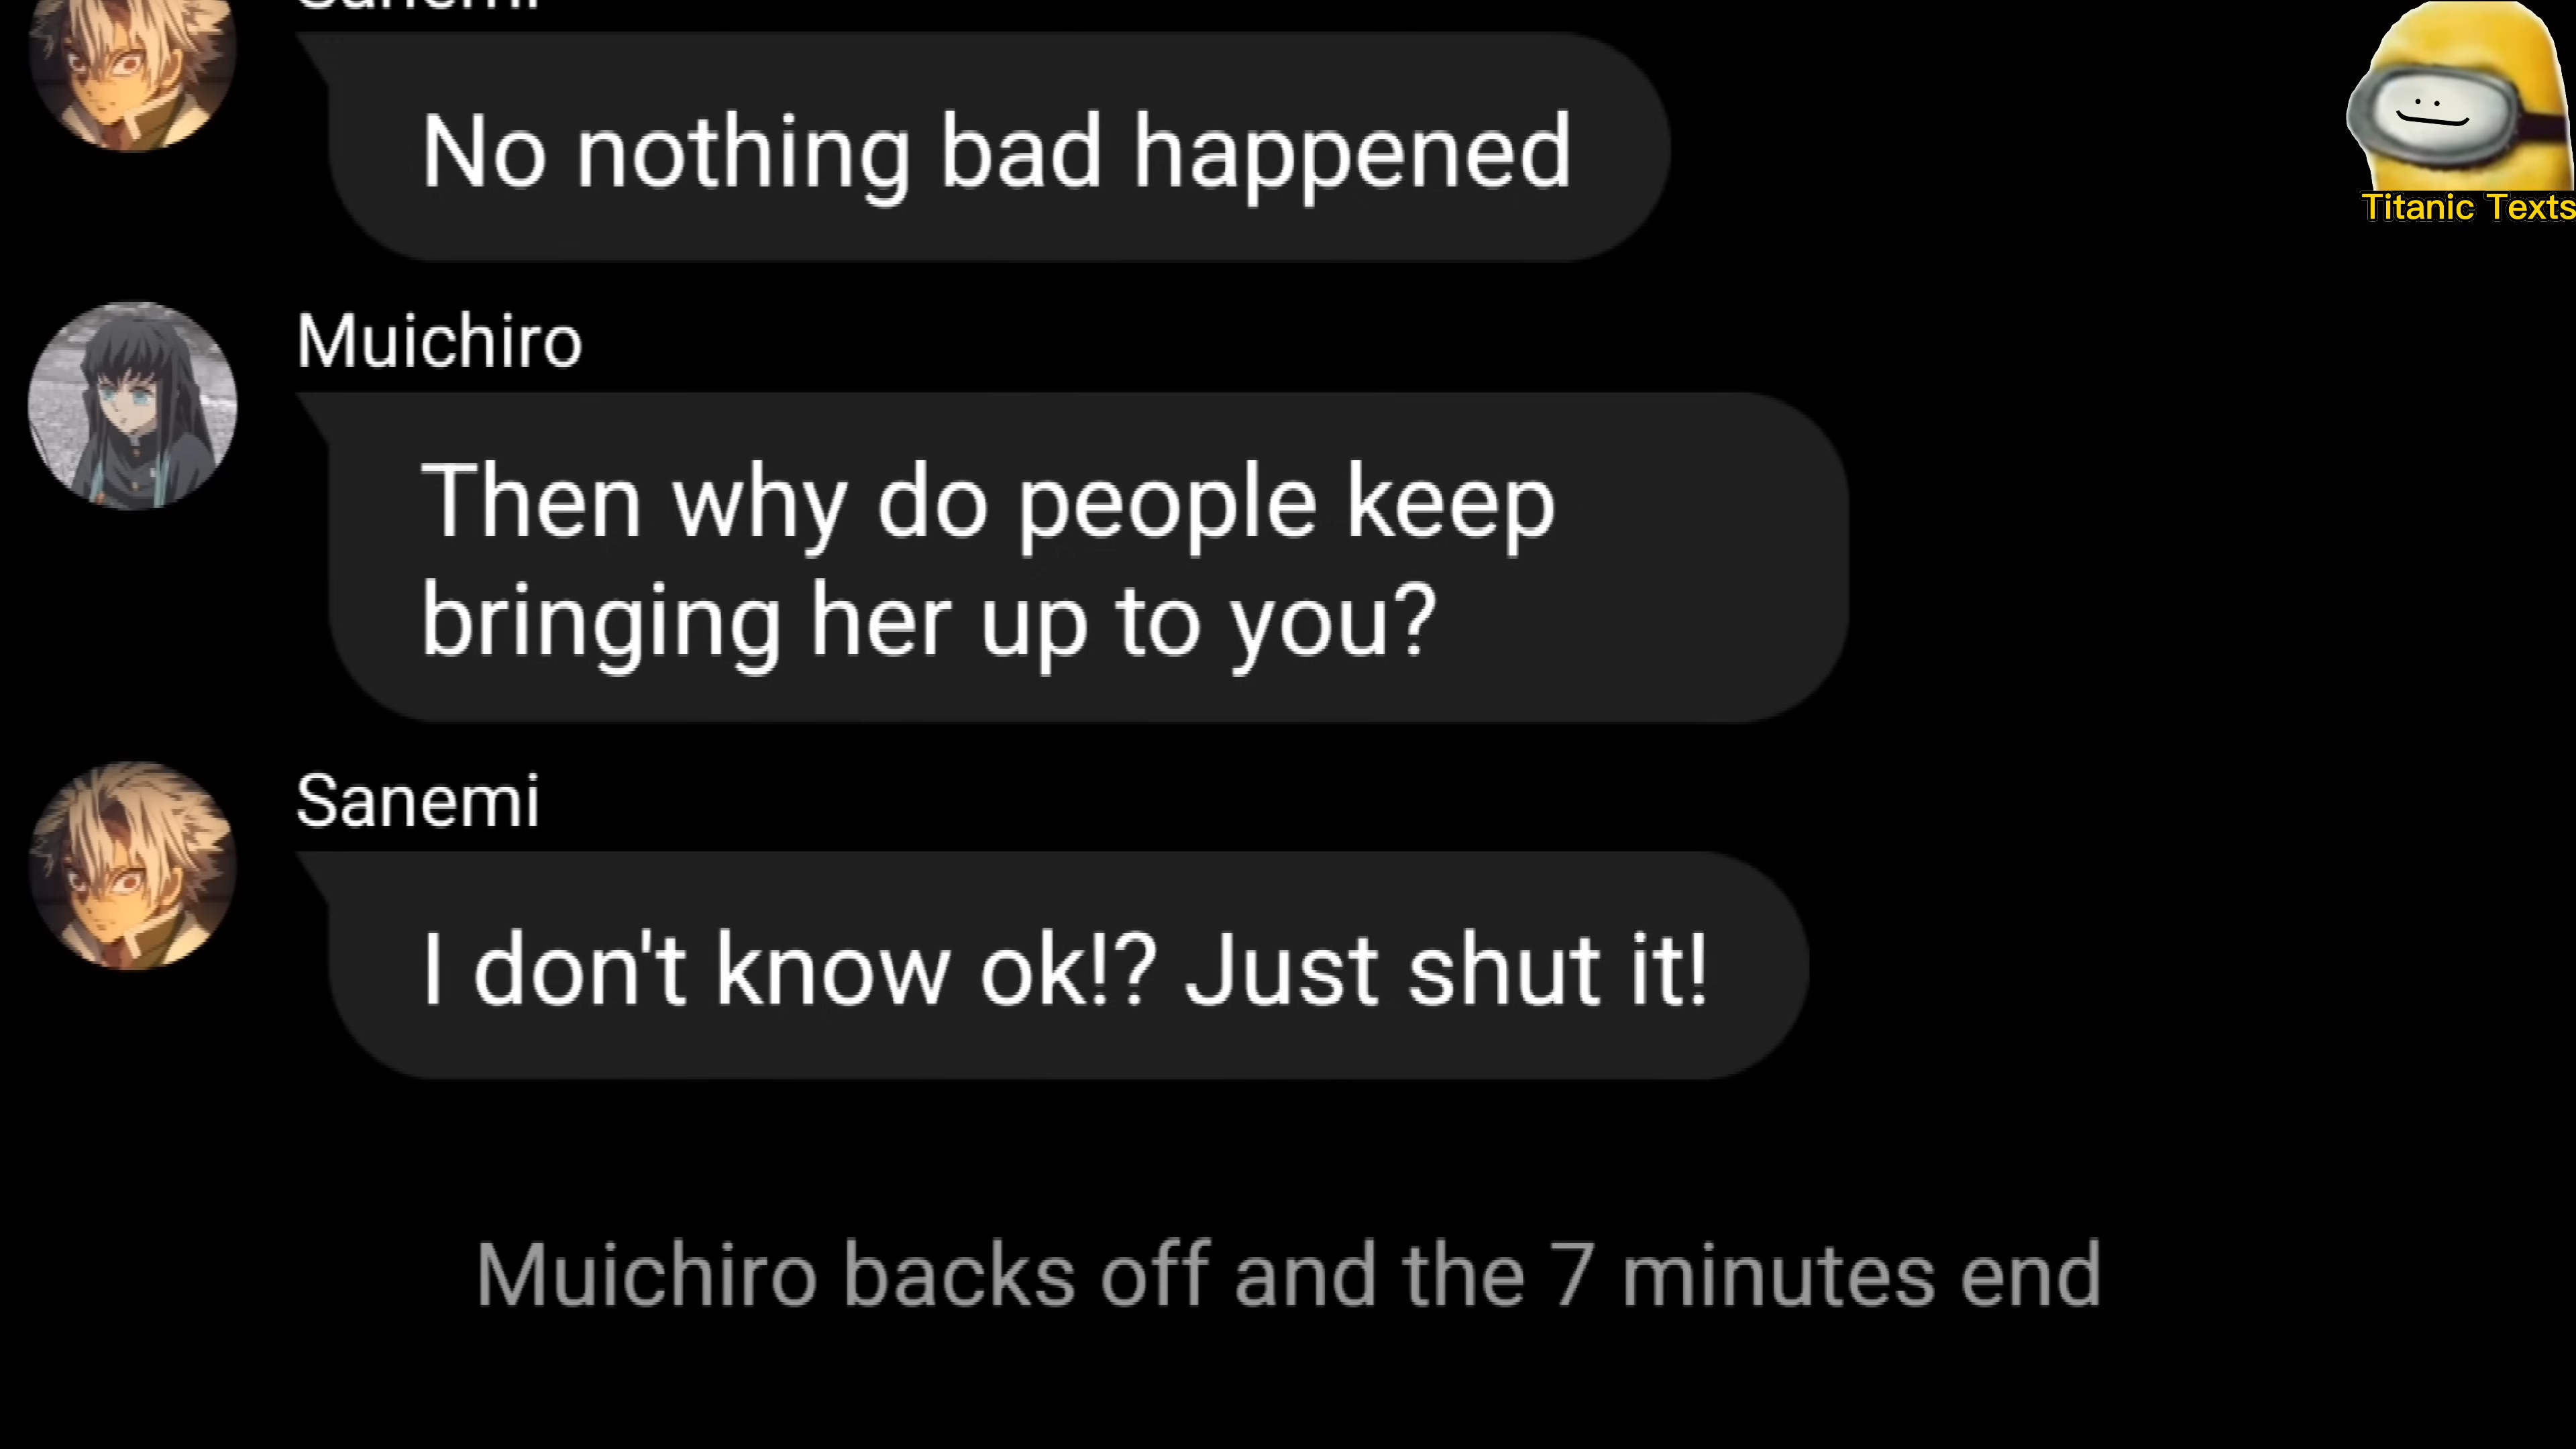 Sanemi
No nothing bad happened
Titanic Texts
Muichiro
Then why do people keep
bringing her up to you?
Sanemi
I don't know ok!? Just shut it!
Muichiro backs off and the 7 minutes end